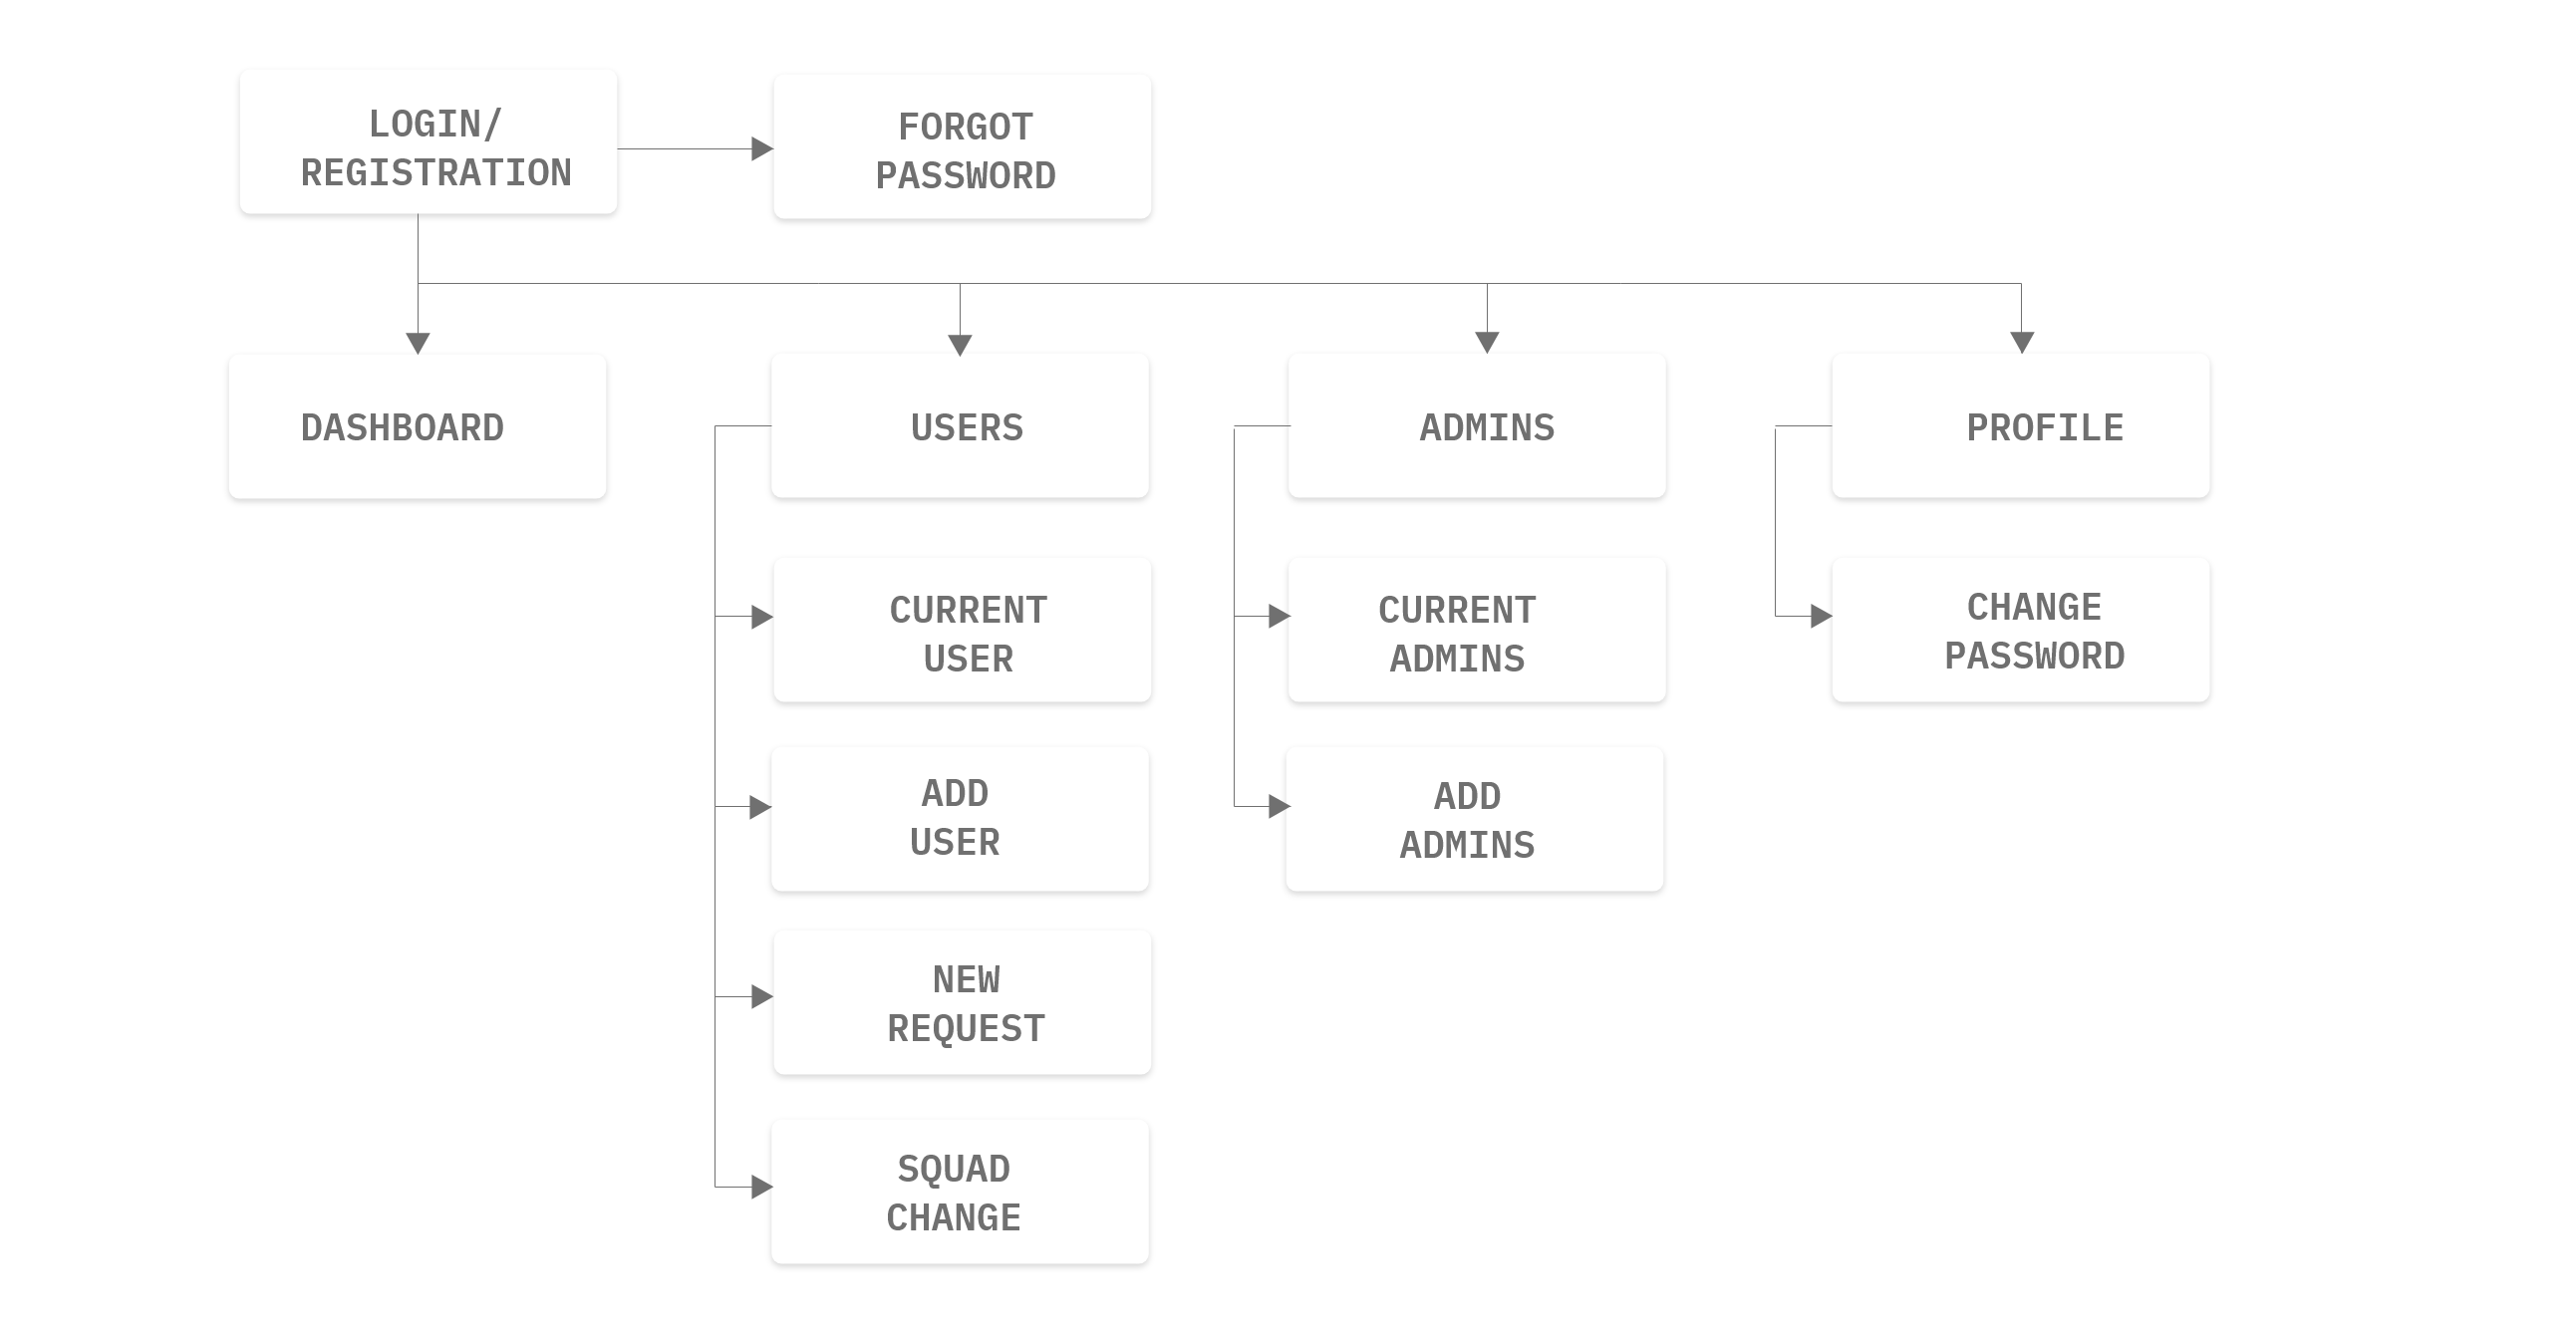 LOGIN/
REGISTRATION
FORGOT
PASSWORD
DASHBOARD
USERS
ADMINS
PROFILE
CURRENT
USER
CURRENT
ADMINS
CHANGE
PASSWORD
ADD
USER
ADD
ADMINS
NEW
REQUEST
SQUAD
CHANGE